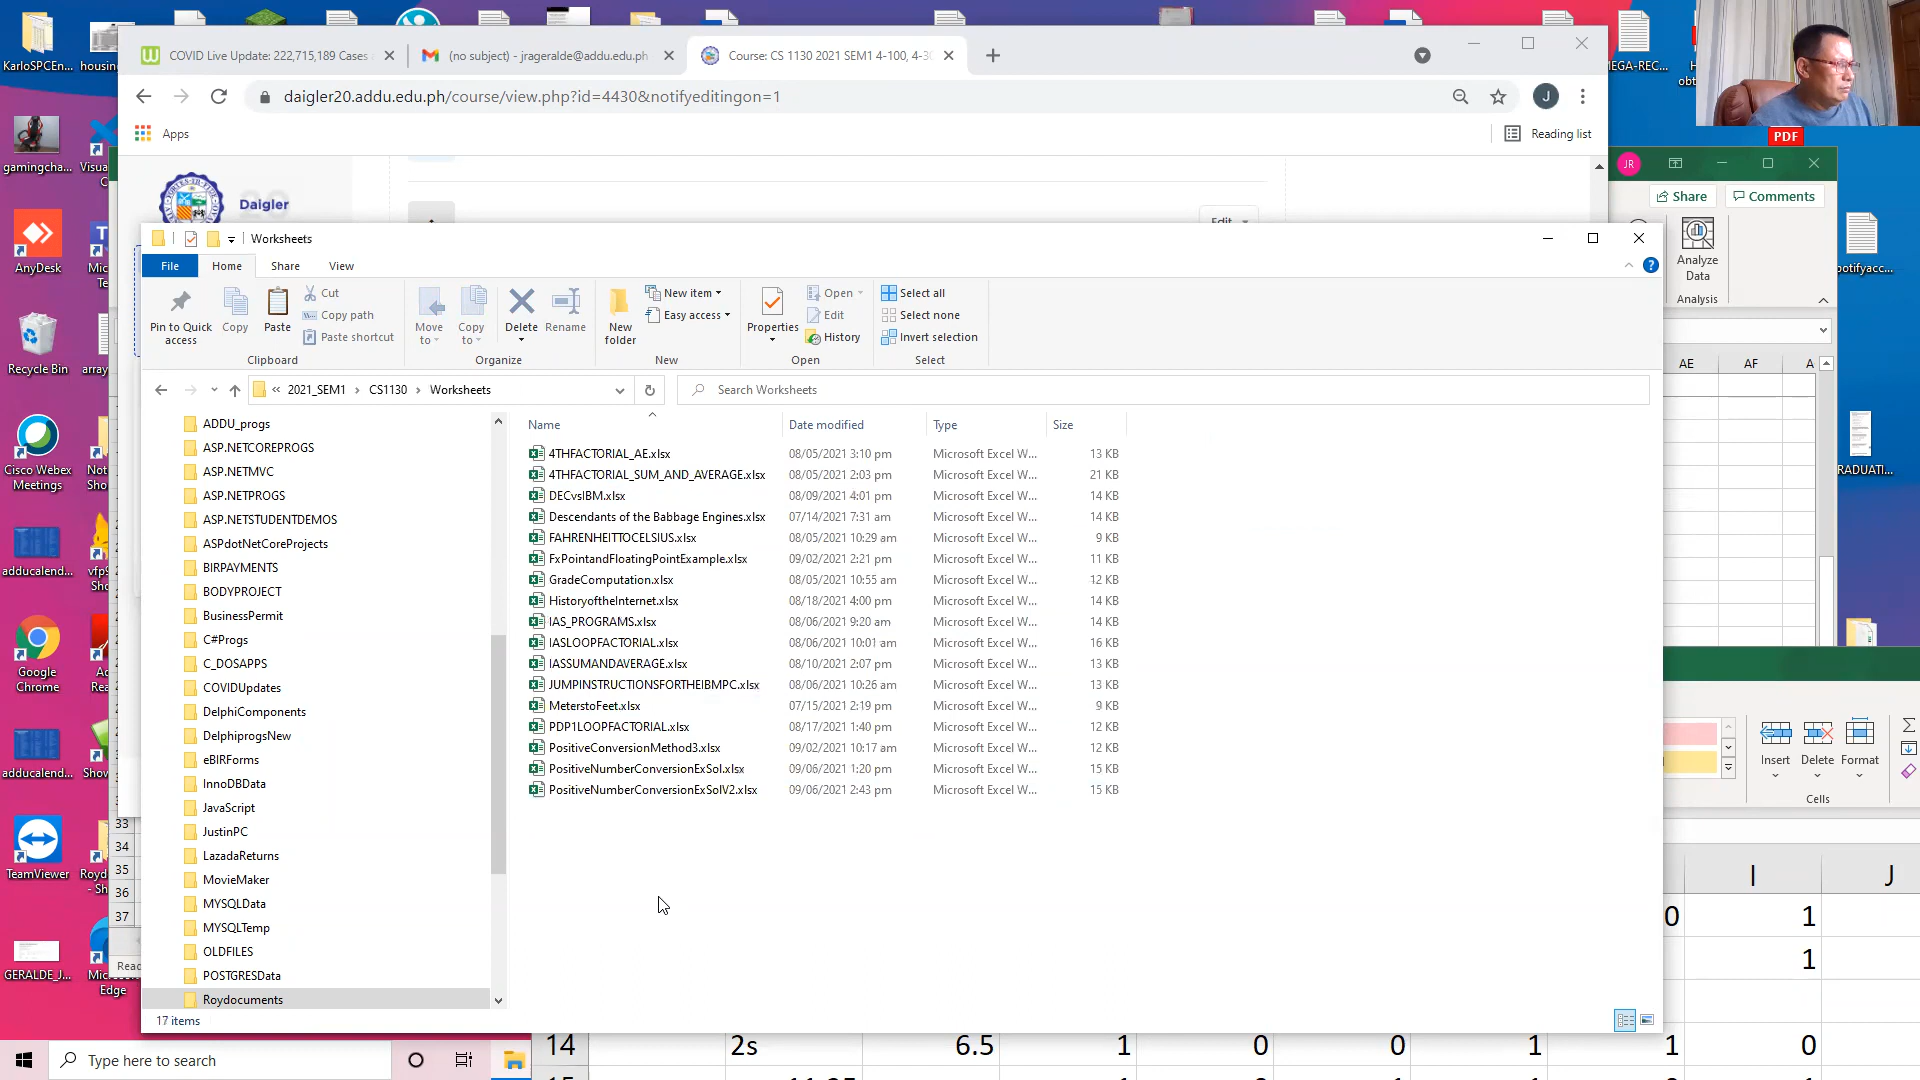 COVID Live Update: 222,715,189 Cases
(no subject) - jrageralde@addu.edu.ph
Course: CS 1130 2021 SEM1 4-100, 4-3
daigler20.addu.edu.ph/course/view.php?id=4430&notifyeditingon=1
J
Apps
Reading list
Daigler
Edit
KarloSPCEn...
AnyDesk
Recycle Bin
Cisco Webex
Meetings
adducalend...
Google
Chrome
adducalend...
TeamViewer
GERALDE_J...
Edge
gamingcha...
PDF
JR
Share
Comments
Analyze
Data
Analysis
AE
AF
A
Insert
Delete
Format
Cells
I
J
0
1
1
Worksheets
File
Home
Share
View
Pin to Quick
access
Copy
Paste
Cut
Copy path
Paste shortcut
Clipboard
Move
to
Copy
to
Delete
Rename
Organize
New
folder
New item
Easy access
New
Properties
Open
Edit
History
Open
Select all
Select none
Invert selection
Select
2021_SEM1
CS1130
Worksheets
Search Worksheets
ADDU_progs
ASP.NETCOREPROGS
ASP.NETMVC
ASP.NETPROGS
ASP.NETSTUDENTDEMOS
ASPdotNetCoreProjects
BIRPAYMENTS
BODYPROJECT
BusinessPermit
C#Progs
C_DOSAPPS
COVIDUpdates
DelphiComponents
DelphiprogsNew
eBIRForms
InnoDBData
JavaScript
JustinPC
LazadaReturns
MovieMaker
MYSQLData
MYSQLTemp
OLDFILES
POSTGRESData
Roydocuments
Name Date modified Type Size
4THFACTORIAL_AE.xlsx 08/05/2021 3:10 pm Microsoft Excel W... 13 KB
4THFACTORIAL_SUM_AND_AVERAGE.xlsx 08/05/2021 2:03 pm Microsoft Excel W... 21 KB
DECvsIBM.xlsx 08/09/2021 4:01 pm Microsoft Excel W... 14 KB
Descendants of the Babbage Engines.xlsx 07/14/2021 7:31 am Microsoft Excel W... 14 KB
FAHRENHEITTOCELSIUS.xlsx 08/05/2021 10:29 am Microsoft Excel W... 9 KB
FxPointandFloatingPointExample.xlsx 09/02/2021 2:21 pm Microsoft Excel W... 11 KB
GradeComputation.xlsx 08/05/2021 10:55 am Microsoft Excel W... 12 KB
HistoryoftheInternet.xlsx 08/18/2021 4:00 pm Microsoft Excel W... 14 KB
IAS_PROGRAMS.xlsx 08/06/2021 9:20 am Microsoft Excel W... 14 KB
IASLOOPFACTORIAL.xlsx 08/06/2021 10:01 am Microsoft Excel W... 16 KB
IASSUMANDAVERAGE.xlsx 08/10/2021 2:07 pm Microsoft Excel W... 13 KB
JUMPINSTRUCTIONSFORTHEIBMPC.xlsx 08/06/2021 10:26 am Microsoft Excel W... 13 KB
MeterstoFeet.xlsx 07/15/2021 2:19 pm Microsoft Excel W... 9 KB
PDP1LOOPFACTORIAL.xlsx 08/17/2021 1:40 pm Microsoft Excel W... 12 KB
PositiveConversionMethod3.xlsx 09/02/2021 10:17 am Microsoft Excel W... 12 KB
PositiveNumberConversionExSol.xlsx 09/06/2021 1:20 pm Microsoft Excel W... 15 KB
PositiveNumberConversionExSolV2.xlsx 09/06/2021 2:43 pm Microsoft Excel W... 15 KB
33
34
35
36
37
17 items
14 2s 6.5 1 0 0 1 1 0
Type here to search